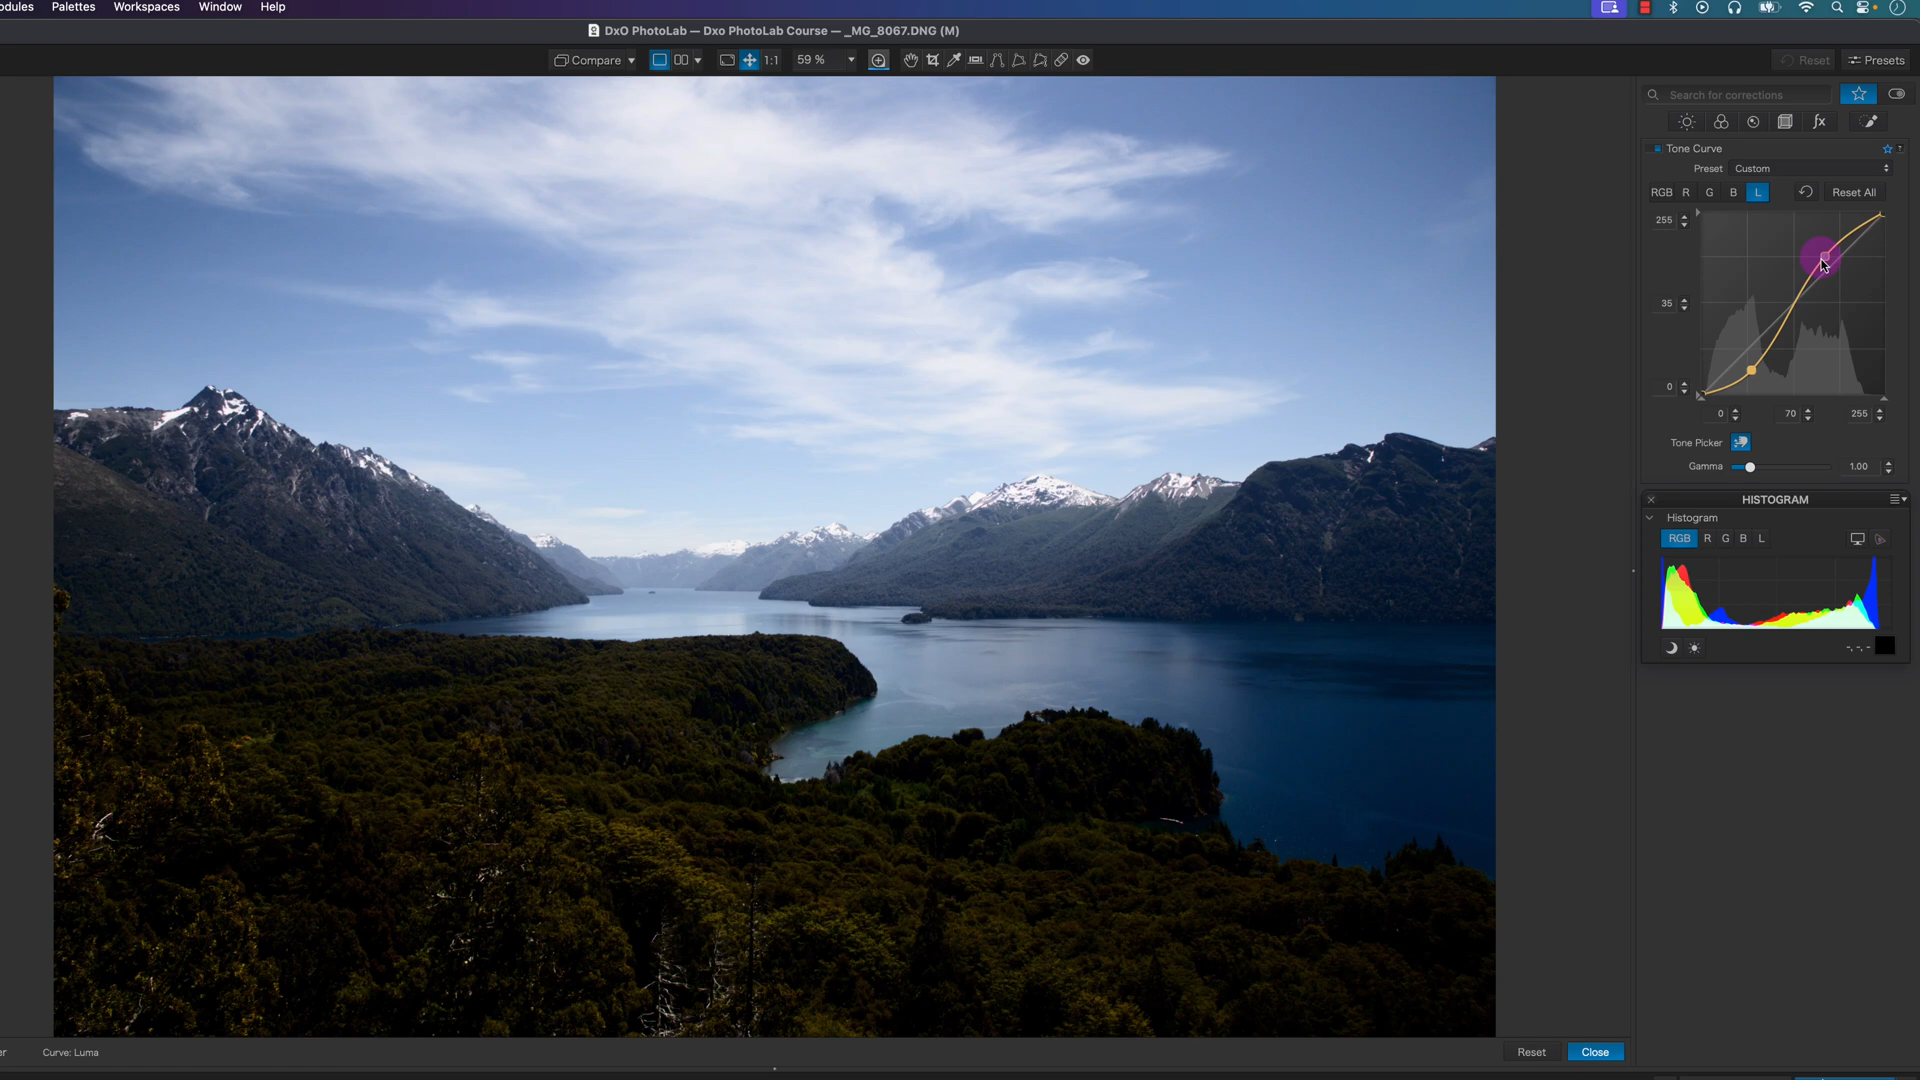 odules Palettes Workspaces Window Help
DxO PhotoLab — Dxo PhotoLab Course — _MG_8067.DNG (M)
Compare 1:1 59 % Reset Presets
Search for corrections
fx
Tone Curve ?
Preset Custom
RGB R G B L Reset All
255
35
0
0 70 255
Tone Picker
Gamma 1.00
HISTOGRAM
Histogram
RGB R G B L
-, -, -
er Curve: Luma Reset Close